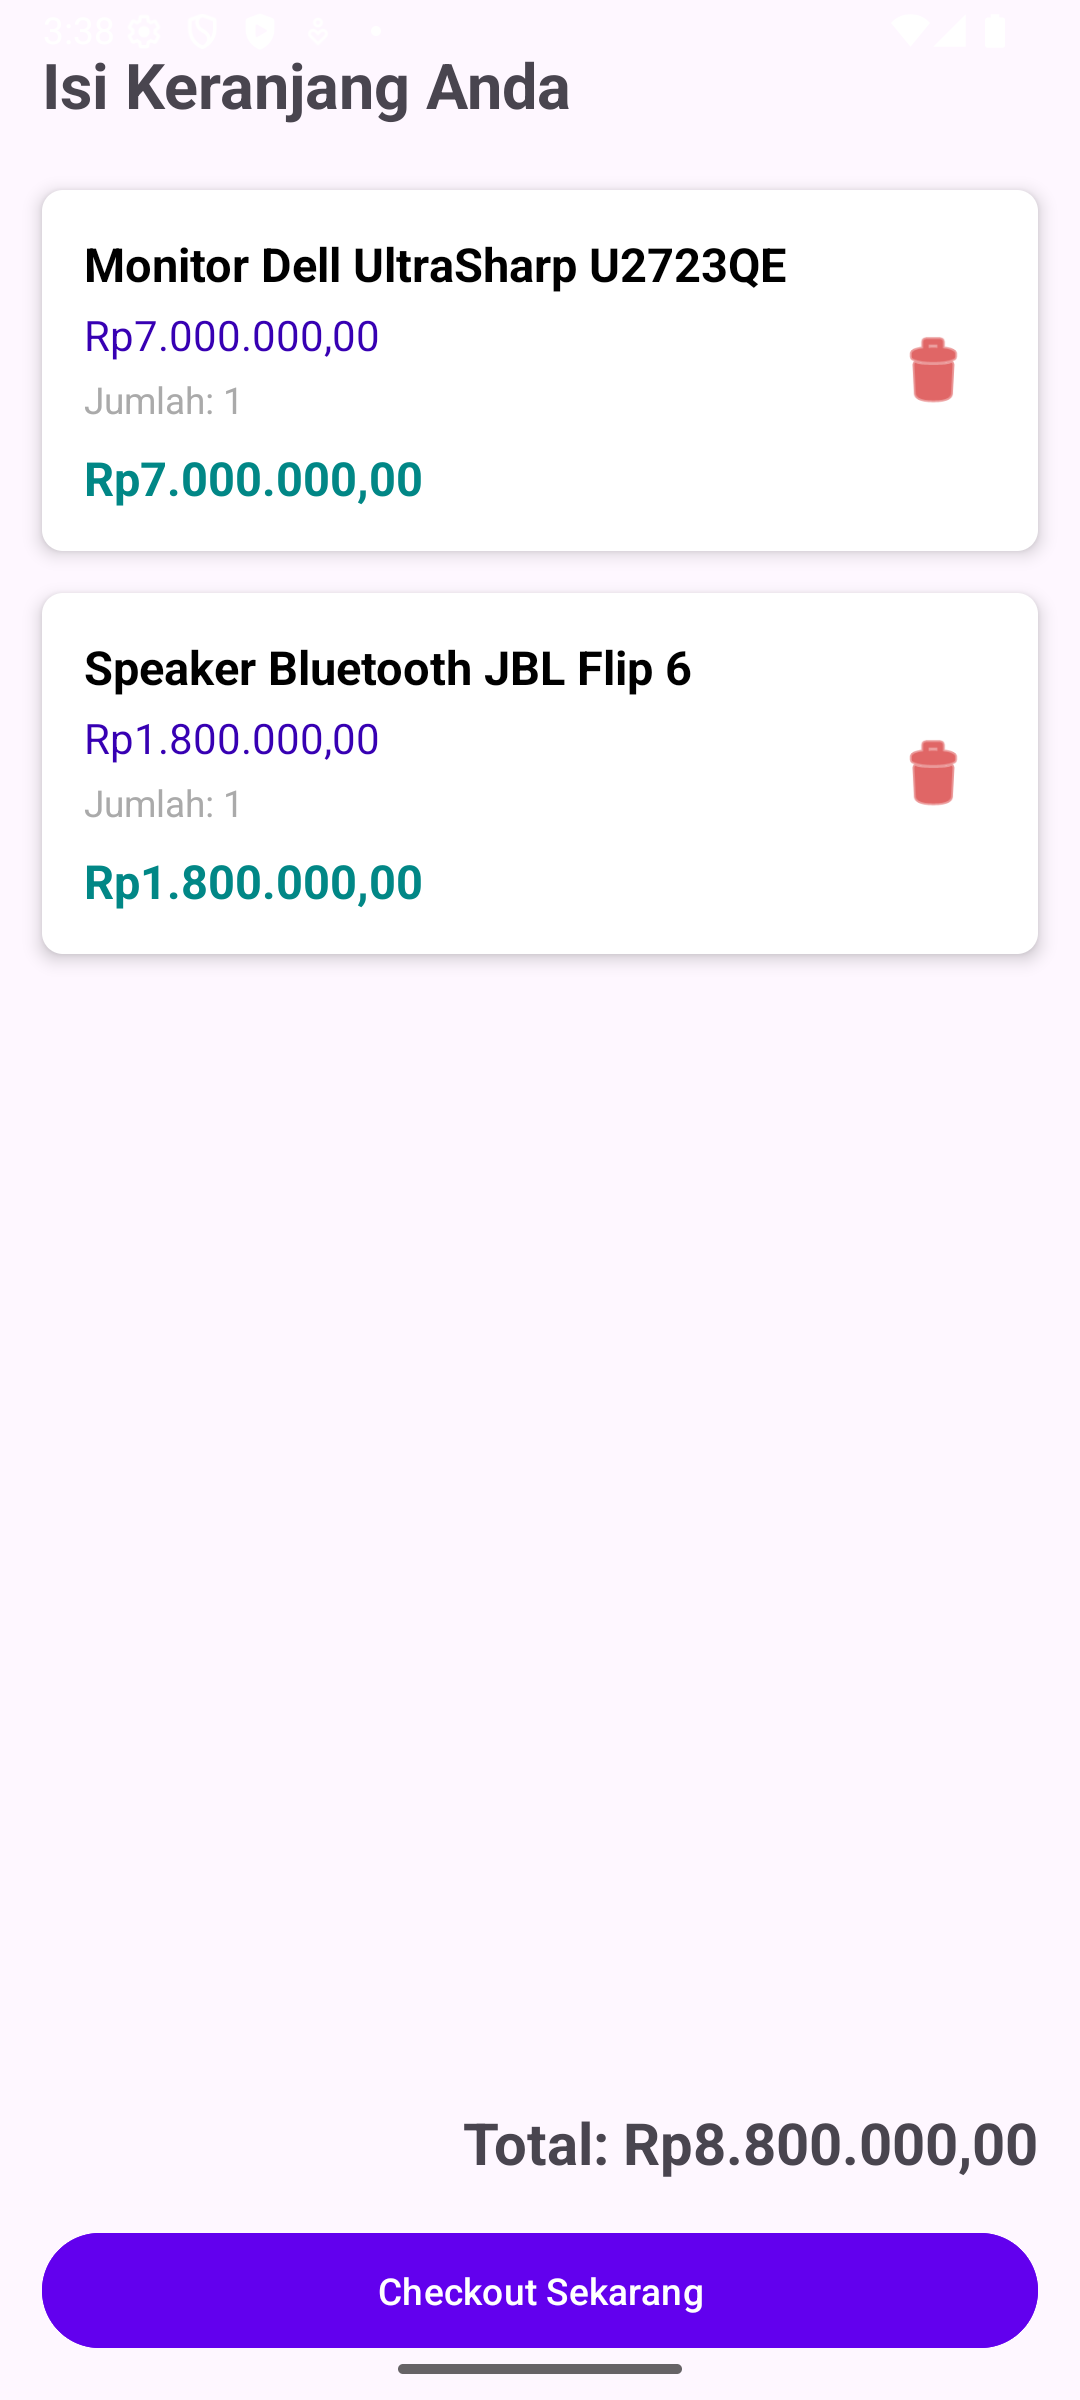 3:38
Isi Keranjang Anda
Monitor Dell UltraSharp U2723QE
Rp7.000.000,00
Jumlah: 1
Rp7.000.000,00
Speaker Bluetooth JBL Flip 6
Rp1.800.000,00
Jumlah: 1
Rp1.800.000,00
Total: Rp8.800.000,00
Checkout Sekarang